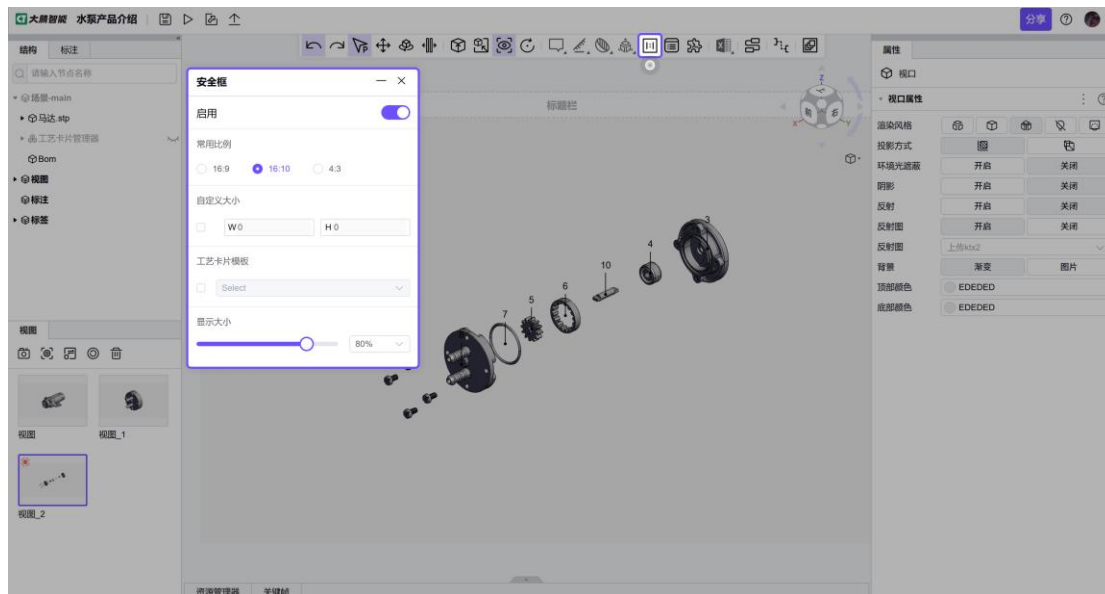 大腾智能 水泵产品介绍
分享
结构 标注
请输入节点名称
场景-main
马达.stp
工艺卡片管理器
Bom
视图
标注
标签
视图
视图 视图_1
视图_2
安全框
启用
常用比例
16:9 16:10 4:3
自定义大小
W 0 H 0
工艺卡片模板
Select
显示大小
80%
标题栏
Z
X Y
3
4
10
6
5
7
资源管理器 关键帧
属性
视口
视口属性
渲染风格
投影方式
环境光遮蔽 开启 关闭
阴影 开启 关闭
反射 开启 关闭
反射图 开启 关闭
反射图 上传ktx2
背景 渐变 图片
顶部颜色 EDEDED
底部颜色 EDEDED